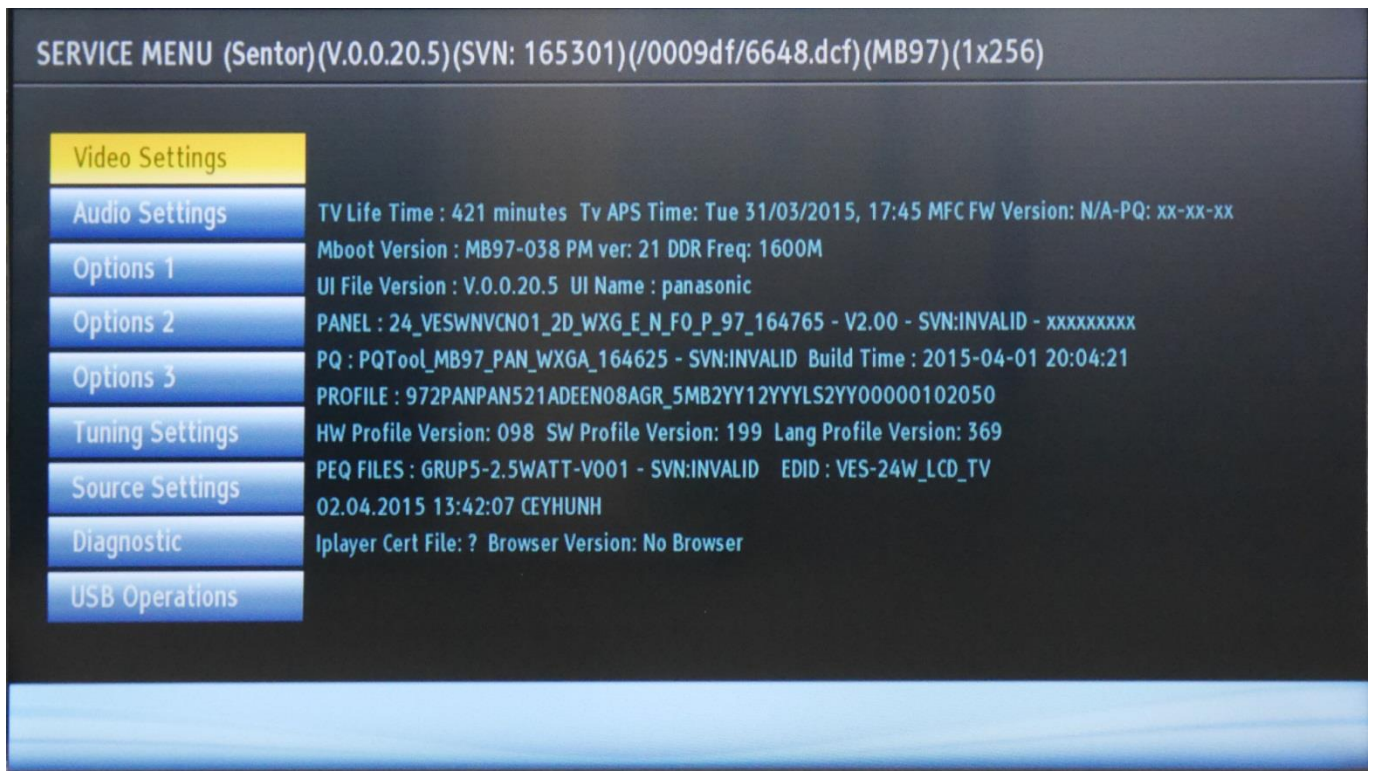 SERVICE MENU (Sentor)(V.0.0.20.5)(SVN: 165301)(/0009df/6648.dcf)(MB97)(1x256)
Video Settings
Audio Settings
Options 1
Options 2
Options 3
Tuning Settings
Source Settings
Diagnostic
USB Operations
TV Life Time : 421 minutes Tv APS Time: Tue 31/03/2015, 17:45 MFC FW Version: N/A-PQ: xx-xx-xx
Mboot Version : MB97-038 PM ver: 21 DDR Freq: 1600M
UI File Version : V.0.0.20.5 UI Name : panasonic
PANEL : 24_VESWNVCN01_2D_WXG_E_N_F0_P_97_164765 - V2.00 - SVN:INVALID - xxxxxxxxx
PQ : PQTool_MB97_PAN_WXGA_164625 - SVN:INVALID Build Time : 2015-04-01 20:04:21
PROFILE : 972PANPAN521ADEEN08AGR_5MB2YY12YYYLS2YY00000102050
HW Profile Version: 098 SW Profile Version: 199 Lang Profile Version: 369
PEQ FILES : GRUP5-2.5WATT-V001 - SVN:INVALID EDID : VES-24W_LCD_TV
02.04.2015 13:42:07 CEYHUNH
Iplayer Cert File: ? Browser Version: No Browser